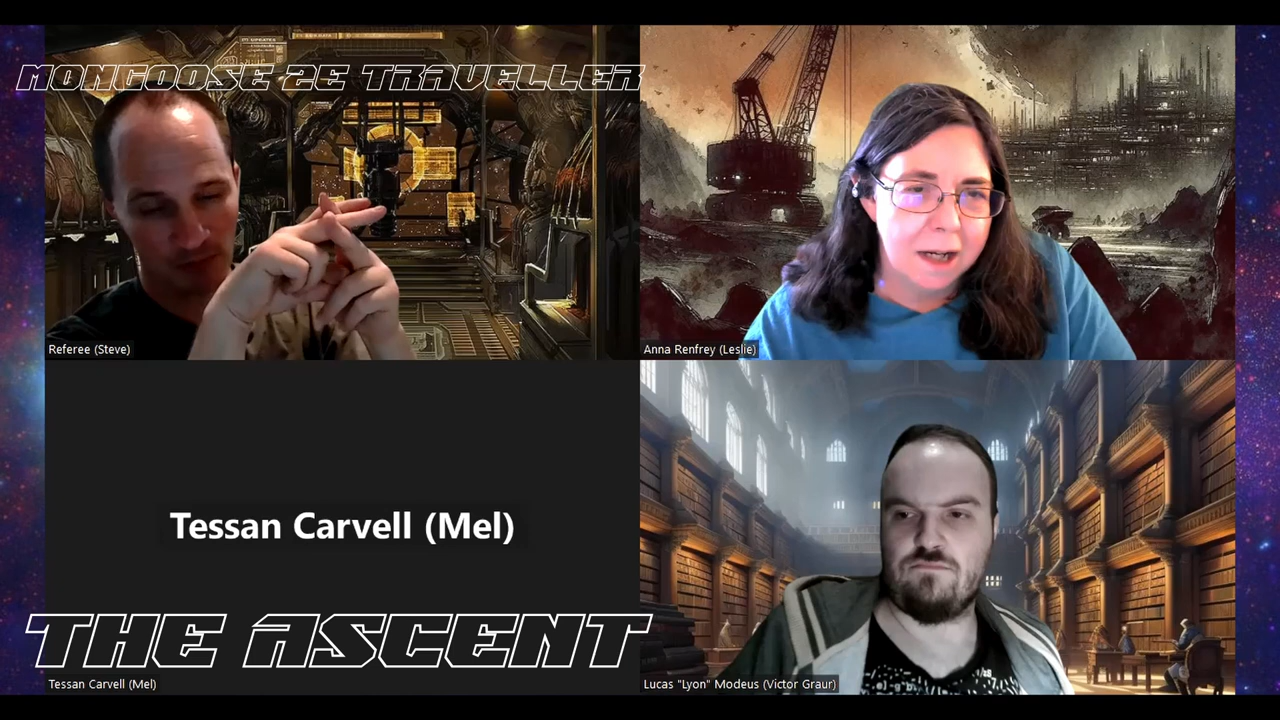 MONGOOSE 2E TRAVELLER
Referee (Steve)
Anna Renfrey (Leslie)
Tessan Carvell (Mel)
THE ASCENT
Tessan Carvell (Mel)
Lucas "Lyon" Modeus (Victor Graur)